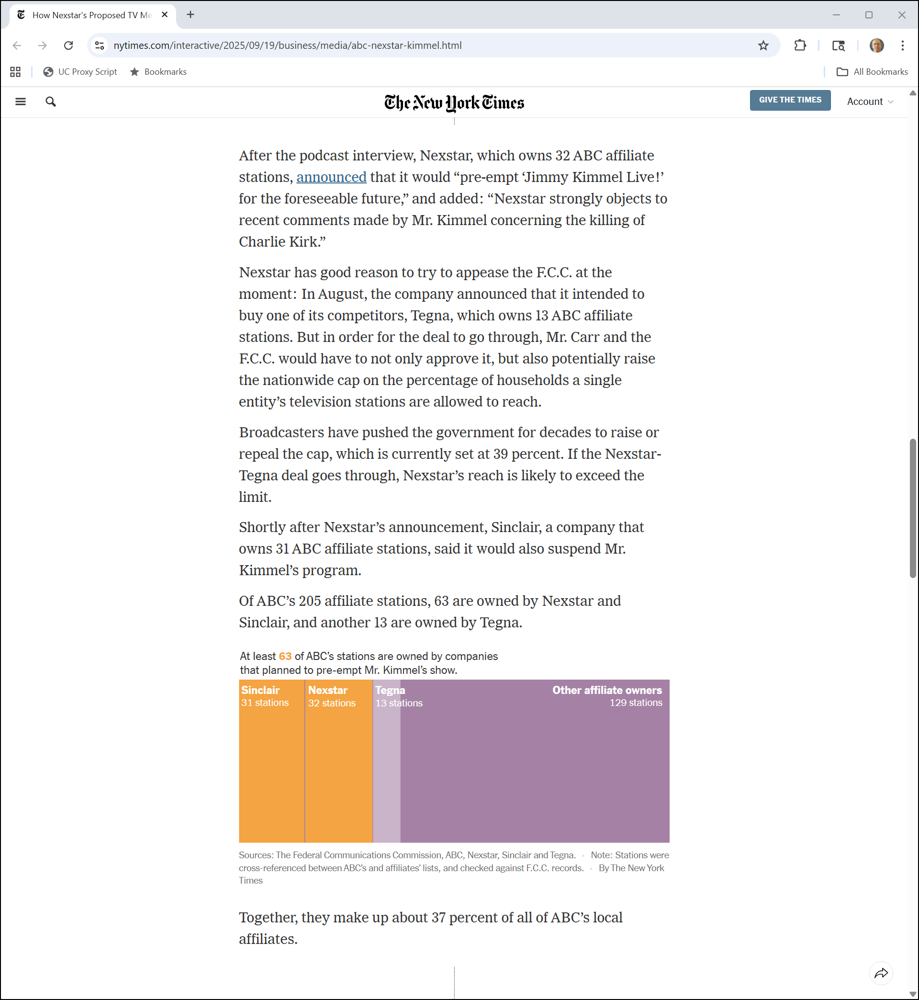 How Nexstar’s Proposed TV Me
nytimes.com/interactive/2025/09/19/business/media/abc-nexstar-kimmel.html
UC Proxy Script
Bookmarks
All Bookmarks
The New York Times
GIVE THE TIMES
Account
After the podcast interview, Nexstar, which owns 32 ABC affiliate
stations, announced that it would “pre-empt ‘Jimmy Kimmel Live!’
for the foreseeable future,” and added: “Nexstar strongly objects to
recent comments made by Mr. Kimmel concerning the killing of
Charlie Kirk.”
Nexstar has good reason to try to appease the F.C.C. at the
moment: In August, the company announced that it intended to
buy one of its competitors, Tegna, which owns 13 ABC affiliate
stations. But in order for the deal to go through, Mr. Carr and the
F.C.C. would have to not only approve it, but also potentially raise
the nationwide cap on the percentage of households a single
entity’s television stations are allowed to reach.
Broadcasters have pushed the government for decades to raise or
repeal the cap, which is currently set at 39 percent. If the Nexstar-
Tegna deal goes through, Nexstar’s reach is likely to exceed the
limit.
Shortly after Nexstar’s announcement, Sinclair, a company that
owns 31 ABC affiliate stations, said it would also suspend Mr.
Kimmel’s program.
Of ABC’s 205 affiliate stations, 63 are owned by Nexstar and
Sinclair, and another 13 are owned by Tegna.
At least 63 of ABC’s stations are owned by companies
that planned to pre-empt Mr. Kimmel’s show.
Sinclair
31 stations
Nexstar
32 stations
Tegna
13 stations
Other affiliate owners
129 stations
Sources: The Federal Communications Commission, ABC, Nexstar, Sinclair and Tegna. • Note: Stations were
cross-referenced between ABC’s and affiliates’ lists, and checked against F.C.C. records. • By The New York
Times
Together, they make up about 37 percent of all of ABC’s local
affiliates.